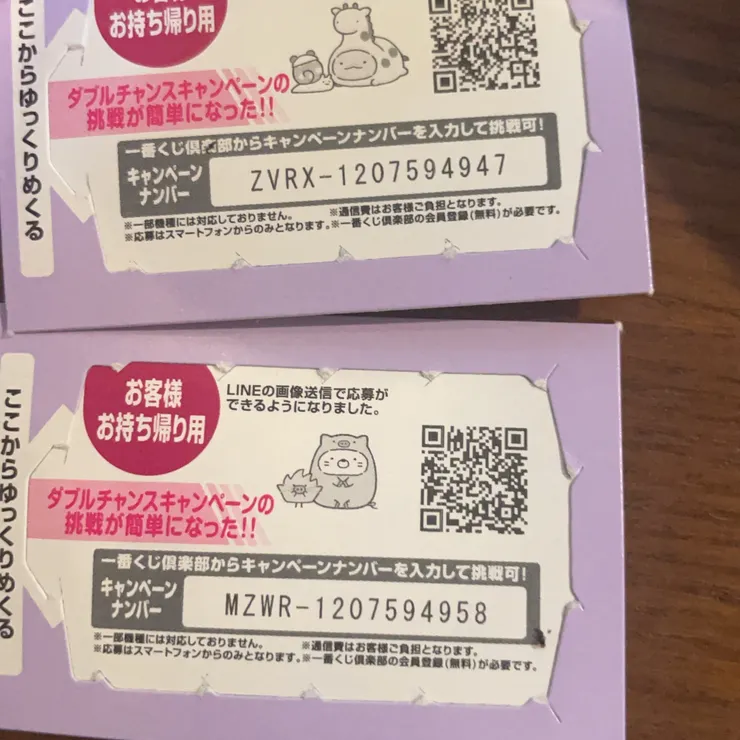 ここからゆっくりめくる
お客様
お持ち帰り用
ダブルチャンスキャンペーンの
挑戦が簡単になった!!
一番くじ倶楽部からキャンペーンナンバーを入力して挑戦可!
キャンペーン
ナンバー
ZVRX-1207594947
※一部機種には対応しておりません。 ※通信費はお客様ご負担となります。
※応募はスマートフォンからのみとなります。※一番くじ倶楽部の会員登録(無料)が必要です。
ここからゆっくりめくる
お客様
お持ち帰り用
LINEの画像送信で応募が
できるようになりました。
ダブルチャンスキャンペーンの
挑戦が簡単になった!!
一番くじ倶楽部からキャンペーンナンバーを入力して挑戦可!
キャンペーン
ナンバー
MZWR-1207594958
※一部機種には対応しておりません。 ※通信費はお客様ご負担となります。
※応募はスマートフォンからのみとなります。※一番くじ倶楽部の会員登録(無料)が必要です。